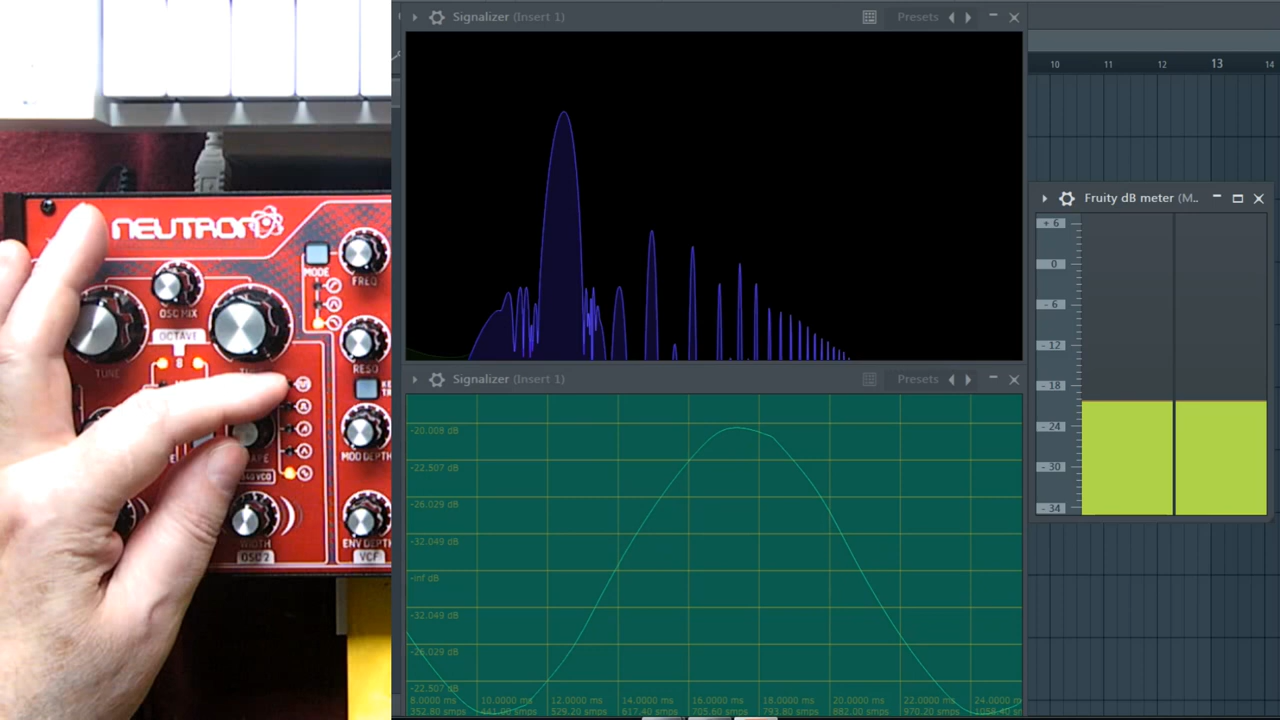 Signalizer (Insert 1)
Presets
10 11 12 13 14
NEUTRON
MODE
FREQ
OSC MIX
OCTAVE
8
TUNE
RESO
MOD DEPTH
WIDTH
OSC 2
ENV DEPTH
VCF
Fruity dB meter (M..
+ 6
0
- 6
- 12
- 18
- 24
- 30
- 34
Signalizer (Insert 1)
Presets
-20.009 dB
-22.507 dB
-26.029 dB
-32.049 dB
-inf dB
-32.049 dB
-26.029 dB
-22.507 dB
8.0000 ms 10.0000 ms 12.0000 ms 14.0000 ms 16.0000 ms 18.0000 ms 20.0000 ms 22.0000 ms 24.0000 m
352.80 smps 441.00 smps 529.20 smps 617.40 smps 705.60 smps 793.80 smps 882.00 smps 970.20 smps 1058.40 sm